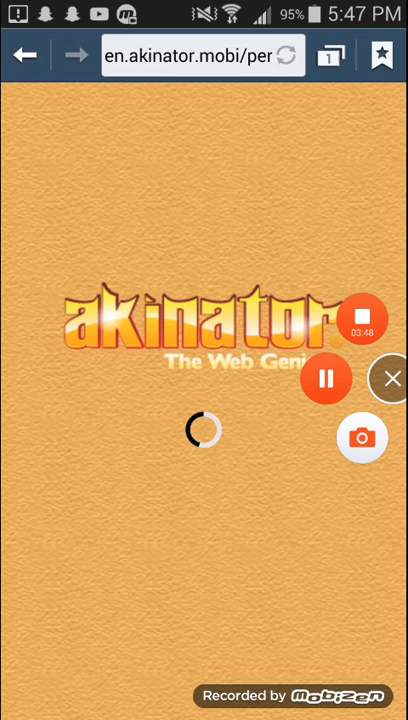 95% 5:47 PM
en.akinator.mobi/per
1
akinator
03:48
The Web Geni
Recorded by Mobizen